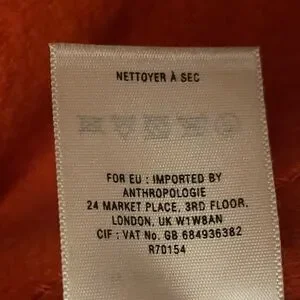 NETTOYER À SEC
FOR EU : IMPORTED BY
ANTHROPOLOGIE
24 MARKET PLACE, 3RD FLOOR.
LONDON, UK W1W8AN
CIF : VAT No. GB 684936382
R70154